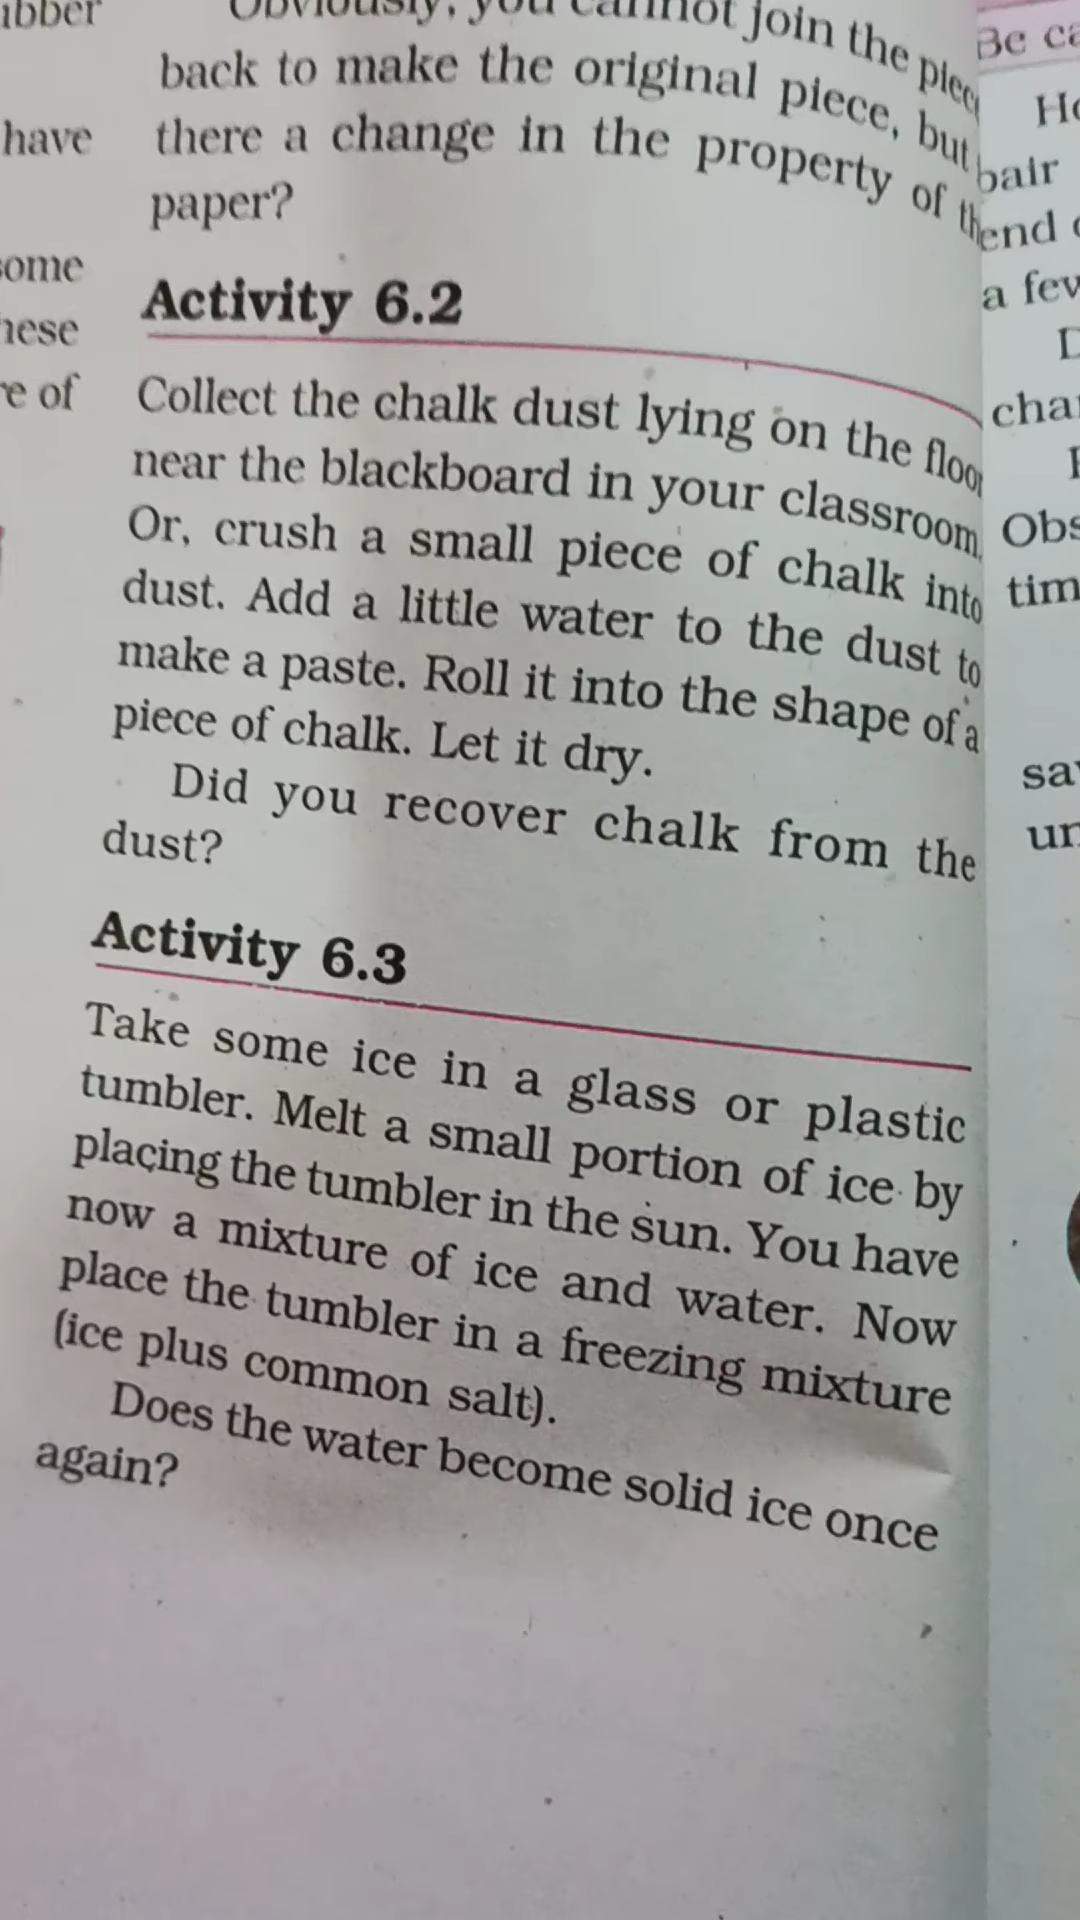 have
Obviously, you cannot join the
back to make the original piece, but
there a change in the property of
paper?
Activity 6.2
Collect the chalk dust lying on the floor
near the blackboard in your classroom.
Or, crush a small piece of chalk into
dust. Add a little water to the dust to
make a paste. Roll it into the shape of a
piece of chalk. Let it dry.
Did you recover chalk from the
dust?
Activity 6.3
Take some ice in a glass or plastic
tumbler. Melt a small portion of ice by
placing the tumbler in the sun. You have
now a mixture of ice and water. Now
place the tumbler in a freezing mixture
(ice plus common salt).
Does the water become solid ice once
again?
of
Be
end
a